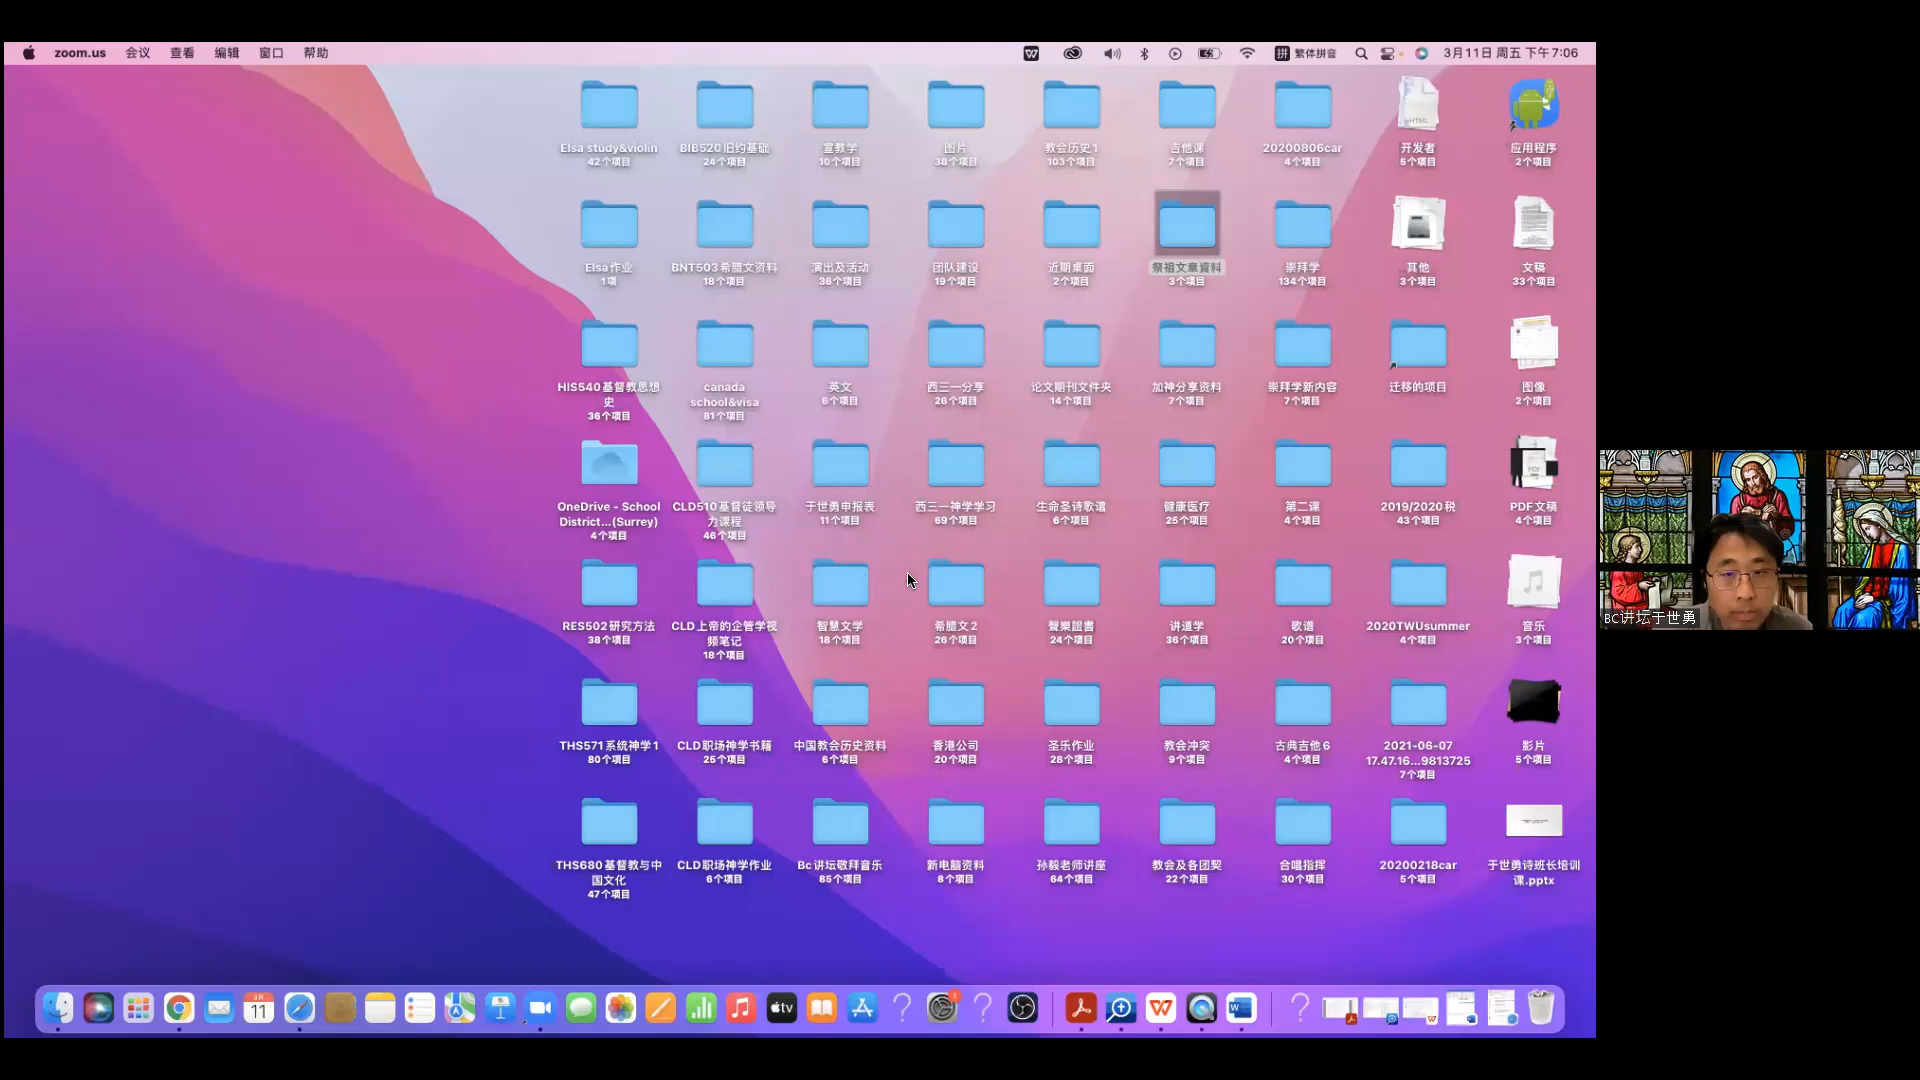 zoom.us 会议 查看 编辑 窗口 帮助 拼 繁体拼音 3月11日 周五 下午7:06
Elsa study&violin
42个项目
BIB520旧约基础
24个项目
宣教学
10个项目
图片
38个项目
教会历史1
103个项目
吉他课
7个项目
20200806car
4个项目
开发者
5个项目
应用程序
2个项目
Elsa作业
1项
BNT503希腊文资料
18个项目
演出及活动
36个项目
团队建设
19个项目
近期桌面
2个项目
祭祖文章資料
3个项目
崇拜学
134个项目
其他
3个项目
文稿
33个项目
HIS540基督教思想
史
36个项目
canada
school&visa
81个项目
英文
6个项目
西三一分享
26个项目
论文期刊文件夹
14个项目
加神分享资料
7个项目
崇拜学新内容
7个项目
迁移的项目
图像
2个项目
OneDrive - School
District...(Surrey)
4个项目
CLD510基督徒领导
力课程
46个项目
于世勇申报表
11个项目
西三一神学学习
69个项目
生命圣诗歌谱
6个项目
健康医疗
25个项目
第二课
4个项目
2019/2020税
43个项目
PDF
PDF文稿
4个项目
RES502研究方法
38个项目
CLD上帝的企管学视
频笔记
18个项目
智慧文学
18个项目
希腊文2
26个项目
聲樂證書
24个项目
讲道学
36个项目
歌谱
20个项目
2020TWUsummer
4个项目
音乐
3个项目
THS571系统神学1
80个项目
CLD职场神学书籍
25个项目
中国教会历史资料
6个项目
香港公司
20个项目
圣乐作业
28个项目
教会冲突
9个项目
古典吉他6
4个项目
2021-06-07
17.47.16...9813725
7个项目
影片
5个项目
THS680基督教与中
国文化
47个项目
CLD职场神学作业
6个项目
Bc讲坛敬拜音乐
85个项目
新电脑资料
8个项目
孙毅老师讲座
64个项目
教会及各团契
22个项目
合唱指挥
30个项目
20200218car
5个项目
于世勇诗班长培训
课.pptx
BC讲坛于世勇
11
tv